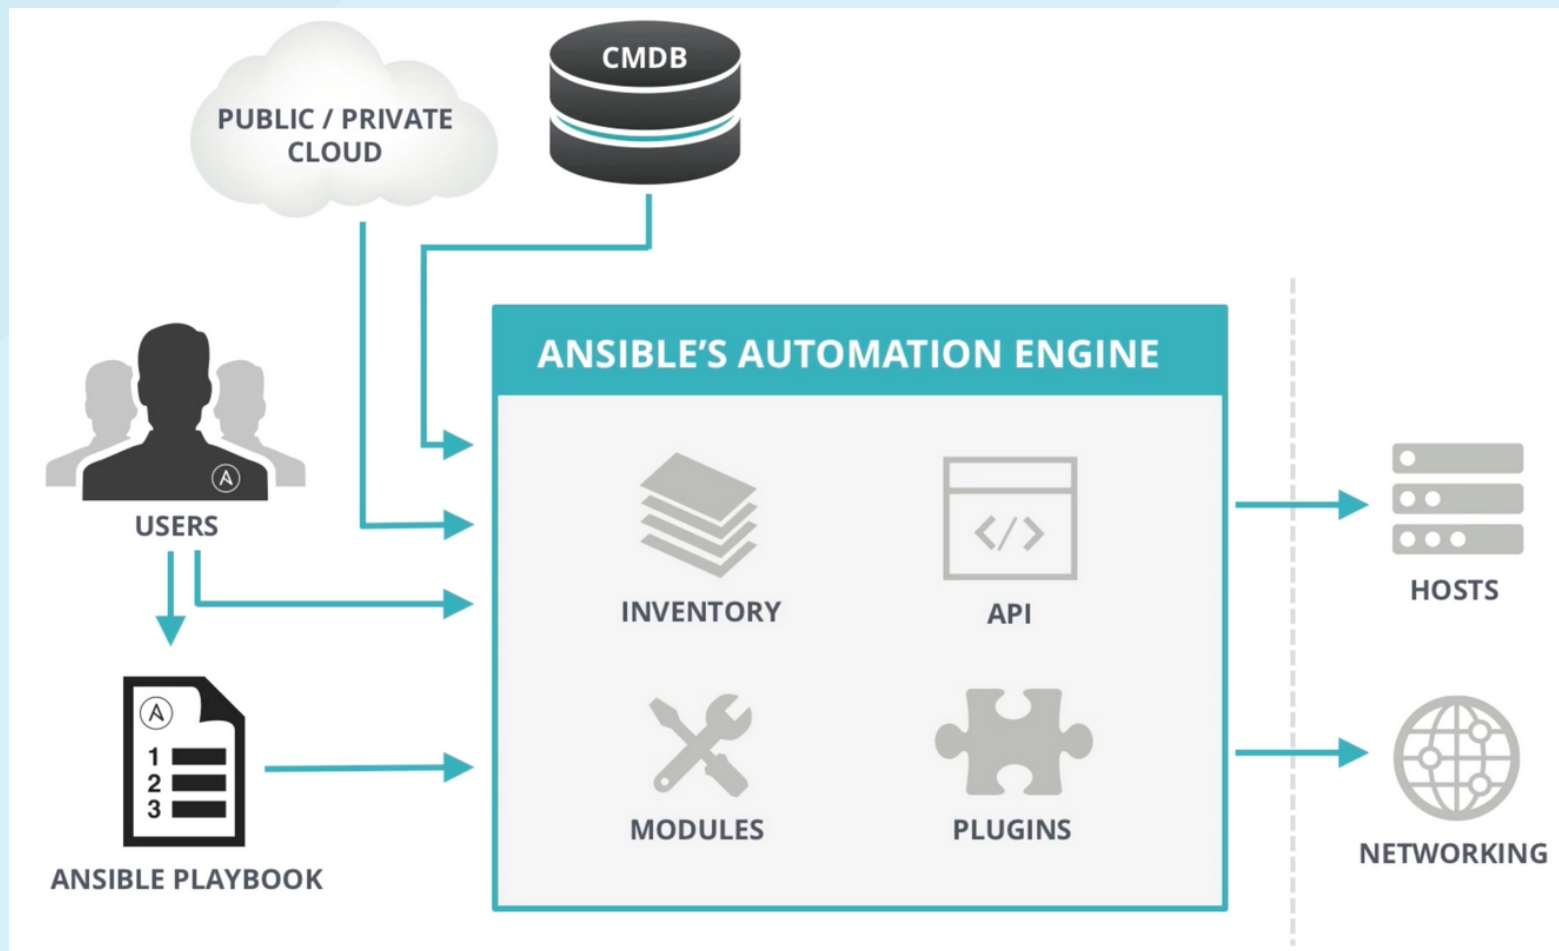 PUBLIC / PRIVATE
CLOUD
CMDB
ANSIBLE'S AUTOMATION ENGINE
USERS
INVENTORY
API
HOSTS
1
2
3
MODULES
PLUGINS
NETWORKING
ANSIBLE PLAYBOOK